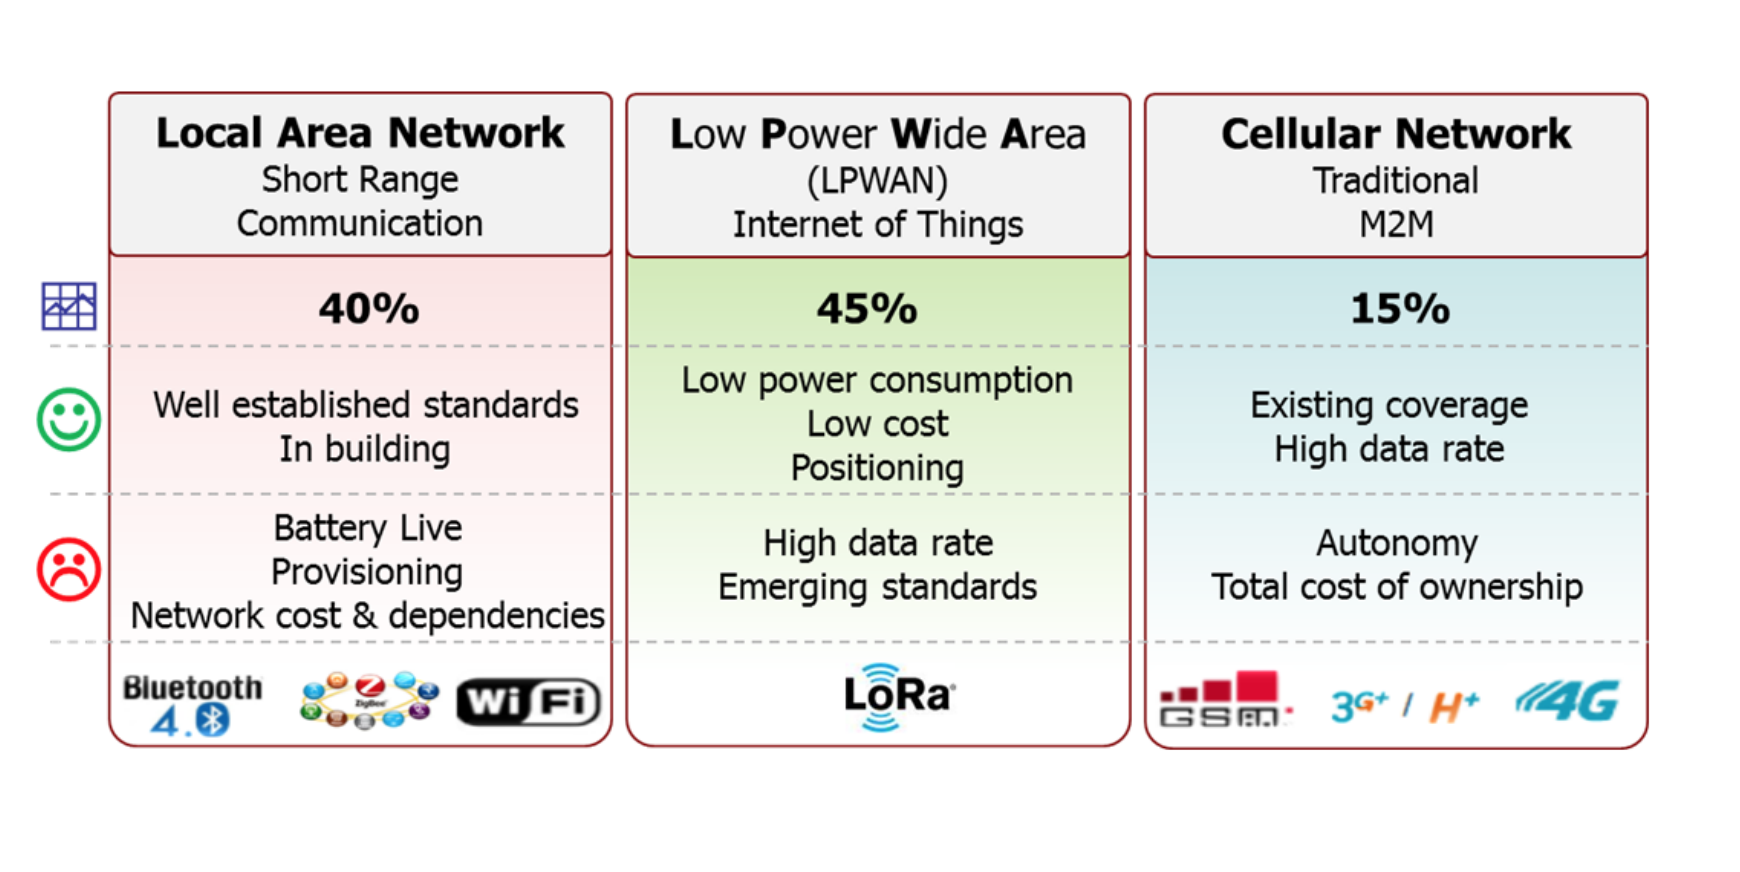 Local Area Network
Short Range
Communication
40%
Well established standards
In building
Battery Live
Provisioning
Network cost & dependencies
Bluetooth
4.0
ZigBee
WiFi
Low Power Wide Area
(LPWAN)
Internet of Things
45%
Low power consumption
Low cost
Positioning
High data rate
Emerging standards
LoRa
Cellular Network
Traditional
M2M
15%
Existing coverage
High data rate
Autonomy
Total cost of ownership
GSM
3G+ / H+
4G